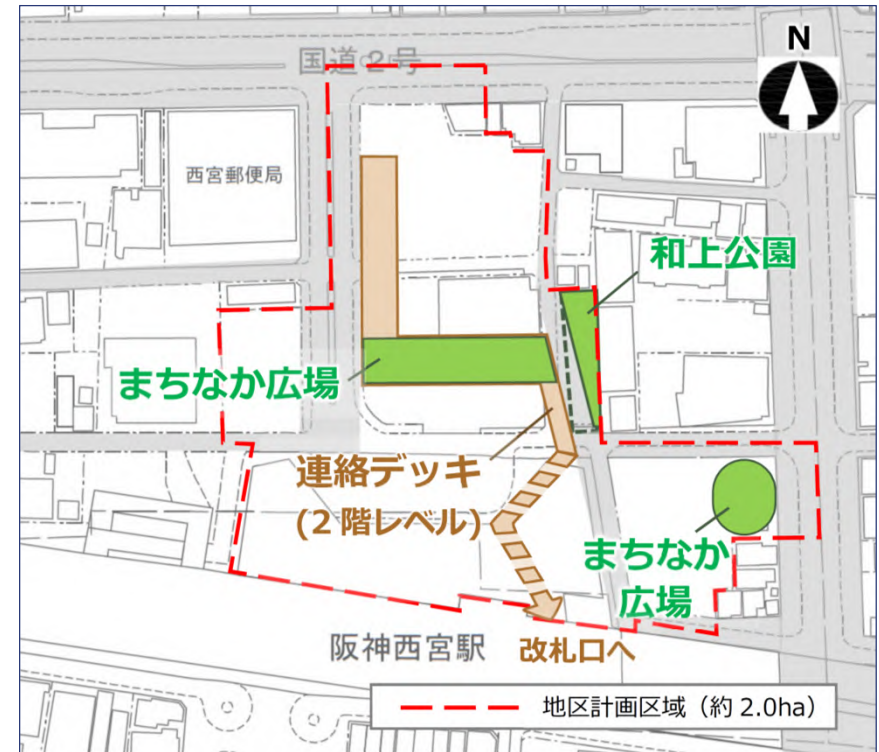 国道2号
N
西宮郵便局
和上公園
まちなか広場
連絡デッキ
(2階レベル)
まちなか
広場
阪神西宮駅
改札口へ
地区計画区域（約 2.0ha）